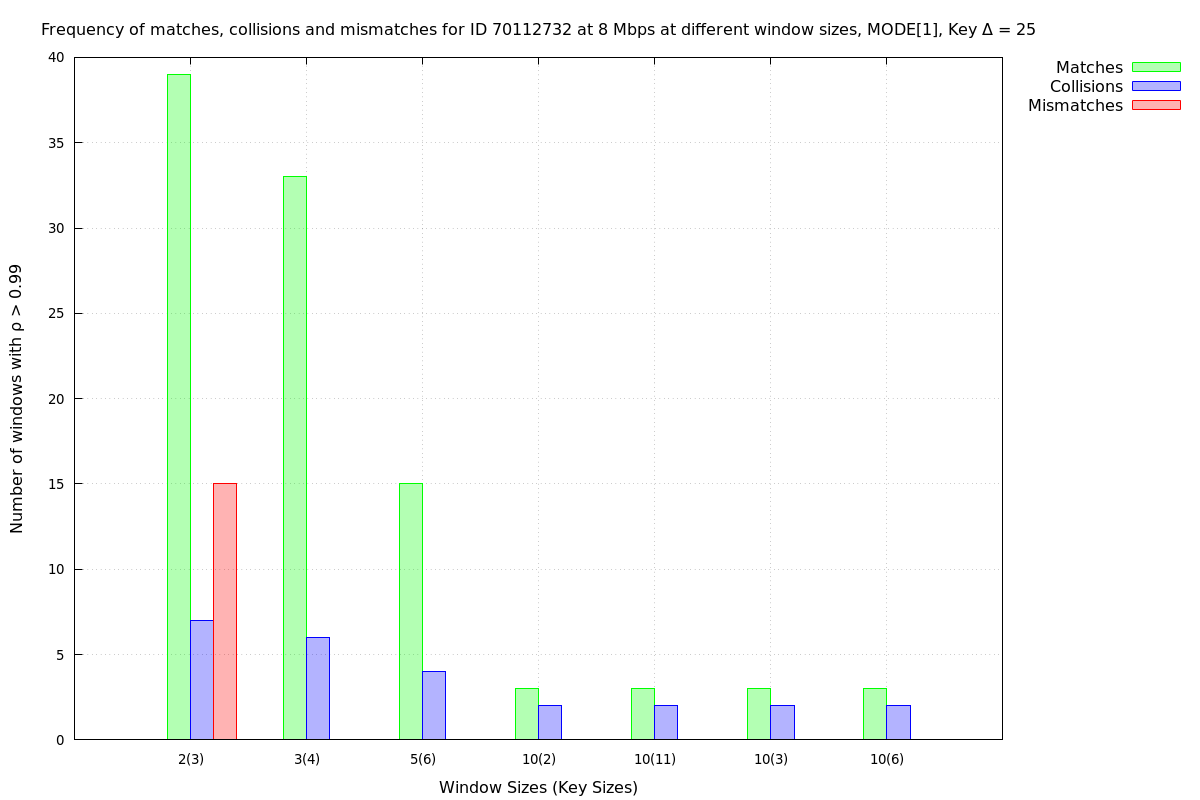 Frequency of matches, collisions and mismatches for ID 70112732 at 8 Mbps at different window sizes, MODE[1], Key Δ = 25
Matches
Collisions
Mismatches
Number of windows with ρ > 0.99
40
35
30
25
20
15
10
5
0
2(3) 3(4) 5(6) 10(2) 10(11) 10(3) 10(6)
Window Sizes (Key Sizes)